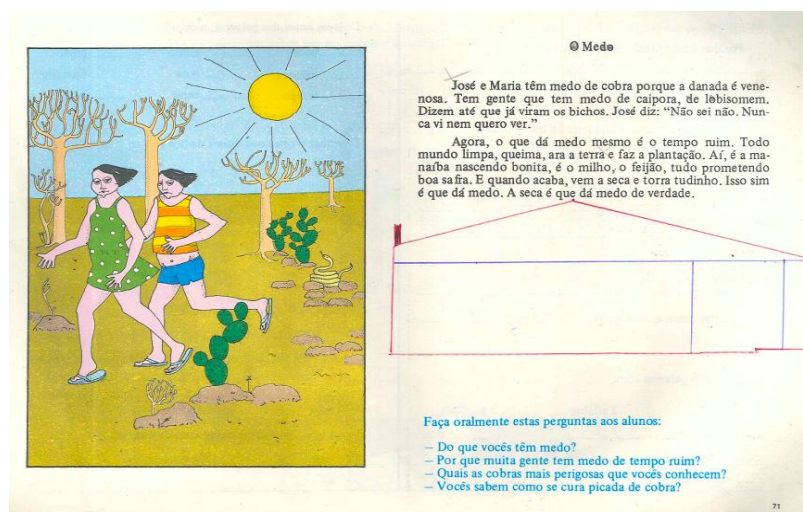 O Medo
José e Maria têm medo de cobra porque a danada é vene-
nosa. Tem gente que tem medo de caipora, de lobisomem.
Dizem até que já viram os bichos. José diz: “Não sei não. Nun-
ca vi nem quero ver.”
Agora, o que dá medo mesmo é o tempo ruim. Todo
mundo limpa, queima, ara a terra e faz a plantação. Aí, é a ma-
naíba nascendo bonita, é o milho, o feijão, tudo prometendo
boa safra. E quando acaba, vem a seca e torra tudinho. Isso sim
é que dá medo. A seca é que dá medo de verdade.
Faça oralmente estas perguntas aos alunos:
— Do que vocês têm medo?
— Por que muita gente tem medo de tempo ruim?
— Quais as cobras mais perigosas que vocês conhecem?
— Vocês sabem como se cura picada de cobra?
71